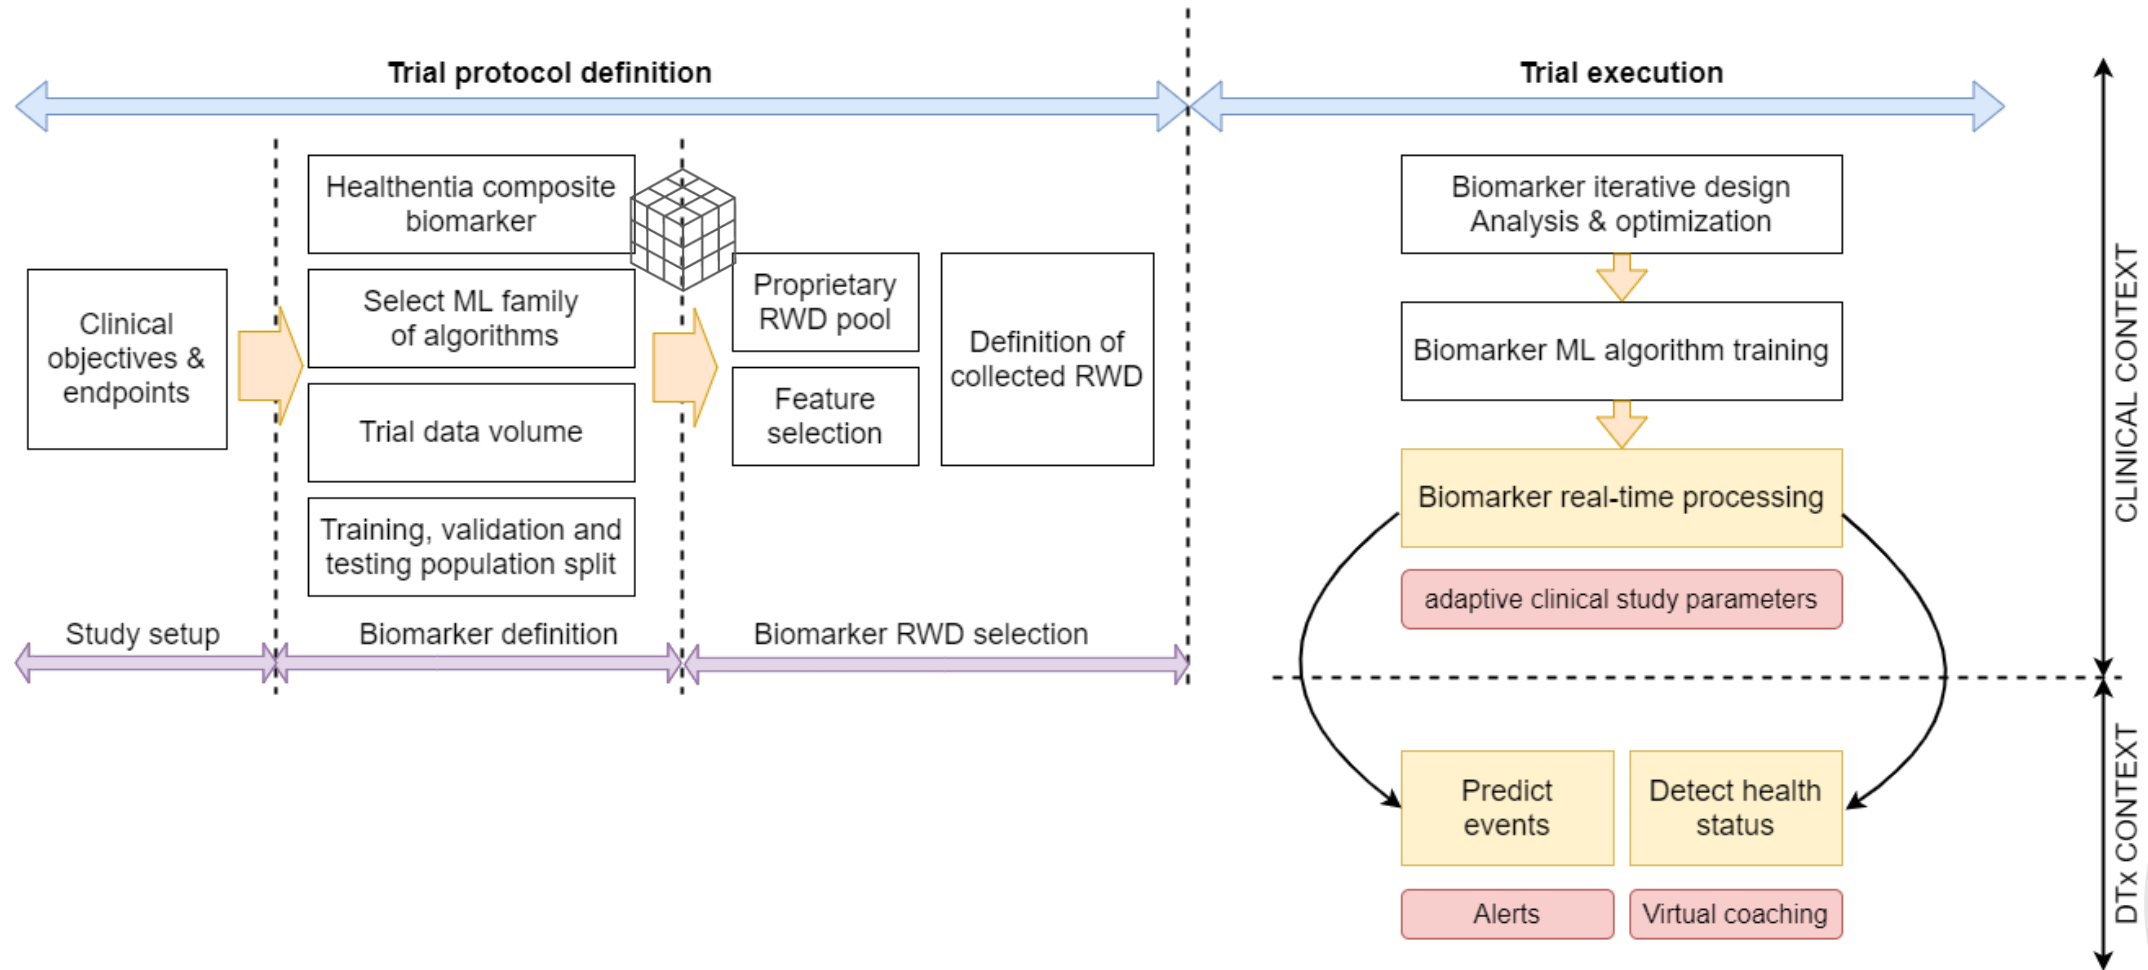 Trial protocol definition
Trial execution
Clinical
objectives &
endpoints
Healthentia composite
biomarker
Select ML family
of algorithms
Trial data volume
Training, validation and
testing population split
Proprietary
RWD pool
Feature
selection
Definition of
collected RWD
Study setup
Biomarker definition
Biomarker RWD selection
Biomarker iterative design
Analysis & optimization
Biomarker ML algorithm training
Biomarker real-time processing
adaptive clinical study parameters
Predict
events
Detect health
status
Alerts
Virtual coaching
CLINICAL CONTEXT
DTx CONTEXT